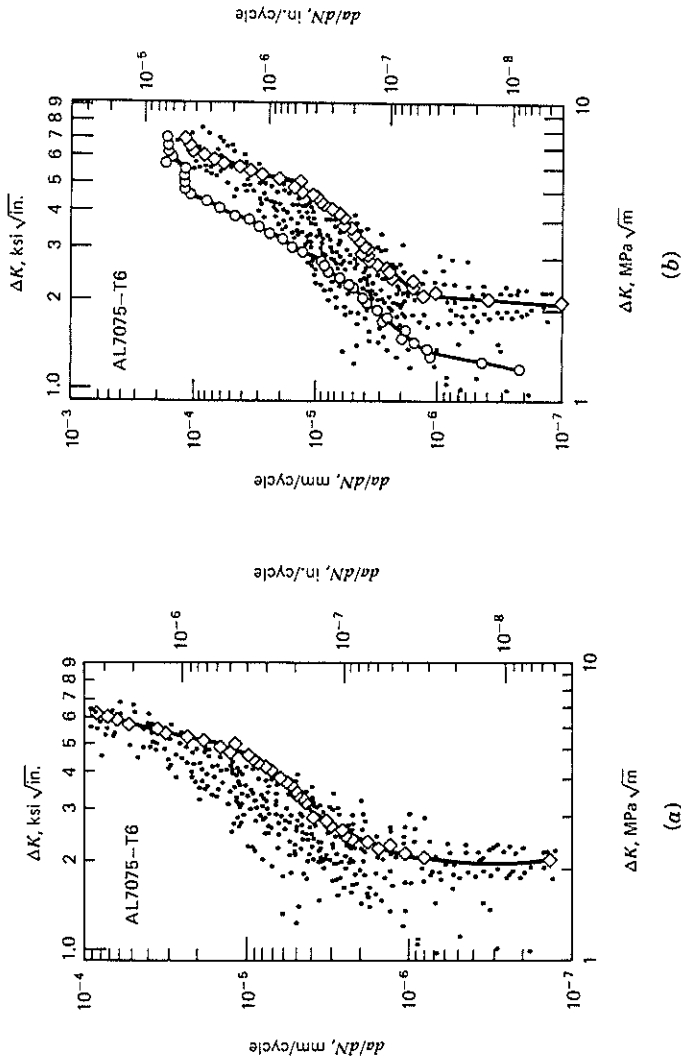 ΔK, ksi √in.
1.0 2 3 4 5 6 7 8 9
AL7075–T6
10⁻⁴
10⁻⁵
10⁻⁶
10⁻⁷
da/dN, mm/cycle
10⁻⁶
10⁻⁷
10⁻⁸
da/dN, in./cycle
1 10
ΔK, MPa √m
(a)
ΔK, ksi √in.
1.0 2 3 4 5 6 7 8 9
AL7075–T6
10⁻³
10⁻⁴
10⁻⁵
10⁻⁶
10⁻⁷
da/dN, mm/cycle
10⁻⁵
10⁻⁶
10⁻⁷
10⁻⁸
da/dN, in./cycle
1 10
ΔK, MPa √m
(b)